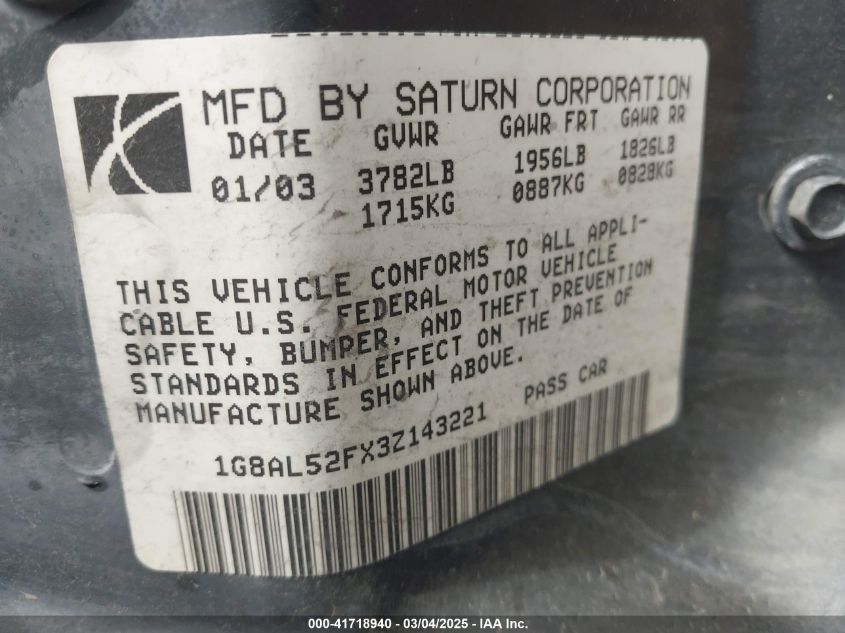 MFD BY SATURN CORPORATION
DATE GVWR GAWR FRT GAWR RR
01/03 3782LB 1956LB 1826LB
1715KG 0887KG 0828KG
THIS VEHICLE CONFORMS TO ALL APPLI-
CABLE U.S. FEDERAL MOTOR VEHICLE
SAFETY, BUMPER, AND THEFT PREVENTION
STANDARDS IN EFFECT ON THE DATE OF
MANUFACTURE SHOWN ABOVE.
1G8AL52FX3Z143221 PASS CAR
000-41718940 - 03/04/2025 - IAA Inc.